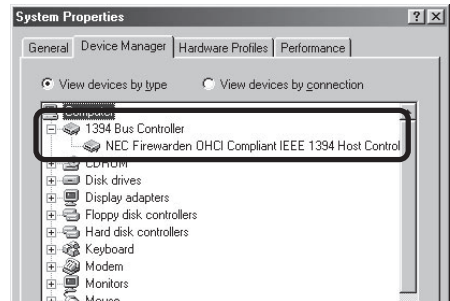 System Properties
General Device Manager Hardware Profiles Performance
View devices by type View devices by connection
Computer
1394 Bus Controller
NEC Firewarden OHCI Compliant IEEE 1394 Host Control
CDROM
Disk drives
Display adapters
Floppy disk controllers
Hard disk controllers
Keyboard
Modem
Monitors
Mouse